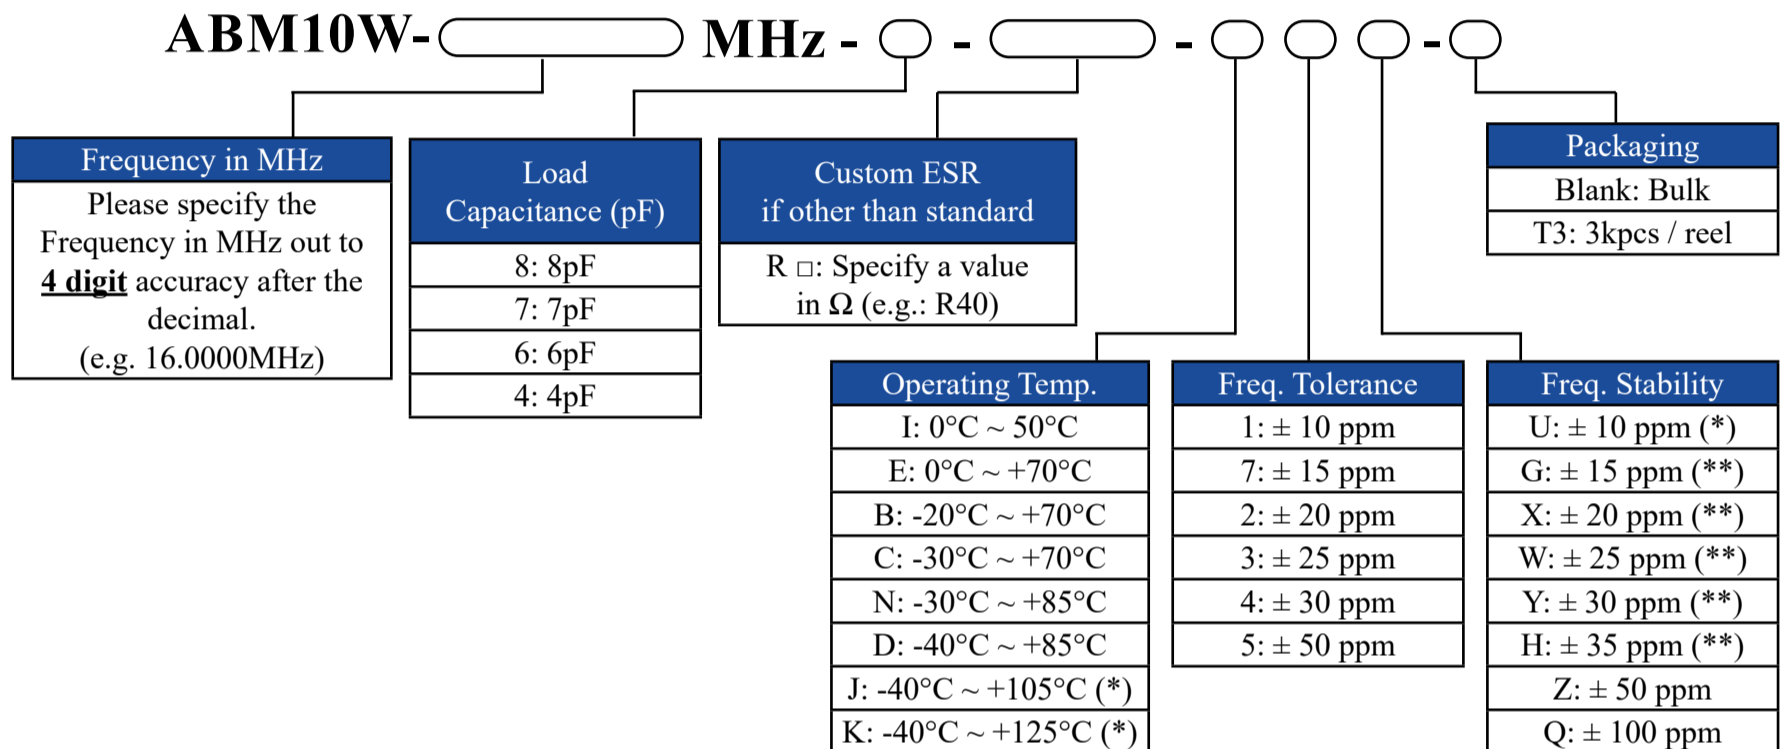 ABM10W- MHz - - - -
Frequency in MHz
Please specify the
Frequency in MHz out to
4 digit accuracy after the
decimal.
(e.g. 16.0000MHz)
Load
Capacitance (pF)
8: 8pF
7: 7pF
6: 6pF
4: 4pF
Custom ESR
if other than standard
R □: Specify a value
in Ω (e.g.: R40)
Packaging
Blank: Bulk
T3: 3kpcs / reel
Operating Temp.
I: 0°C ~ 50°C
E: 0°C ~ +70°C
B: -20°C ~ +70°C
C: -30°C ~ +70°C
N: -30°C ~ +85°C
D: -40°C ~ +85°C
J: -40°C ~ +105°C (*)
K: -40°C ~ +125°C (*)
Freq. Tolerance
1: ± 10 ppm
7: ± 15 ppm
2: ± 20 ppm
3: ± 25 ppm
4: ± 30 ppm
5: ± 50 ppm
Freq. Stability
U: ± 10 ppm (*)
G: ± 15 ppm (**)
X: ± 20 ppm (**)
W: ± 25 ppm (**)
Y: ± 30 ppm (**)
H: ± 35 ppm (**)
Z: ± 50 ppm
Q: ± 100 ppm